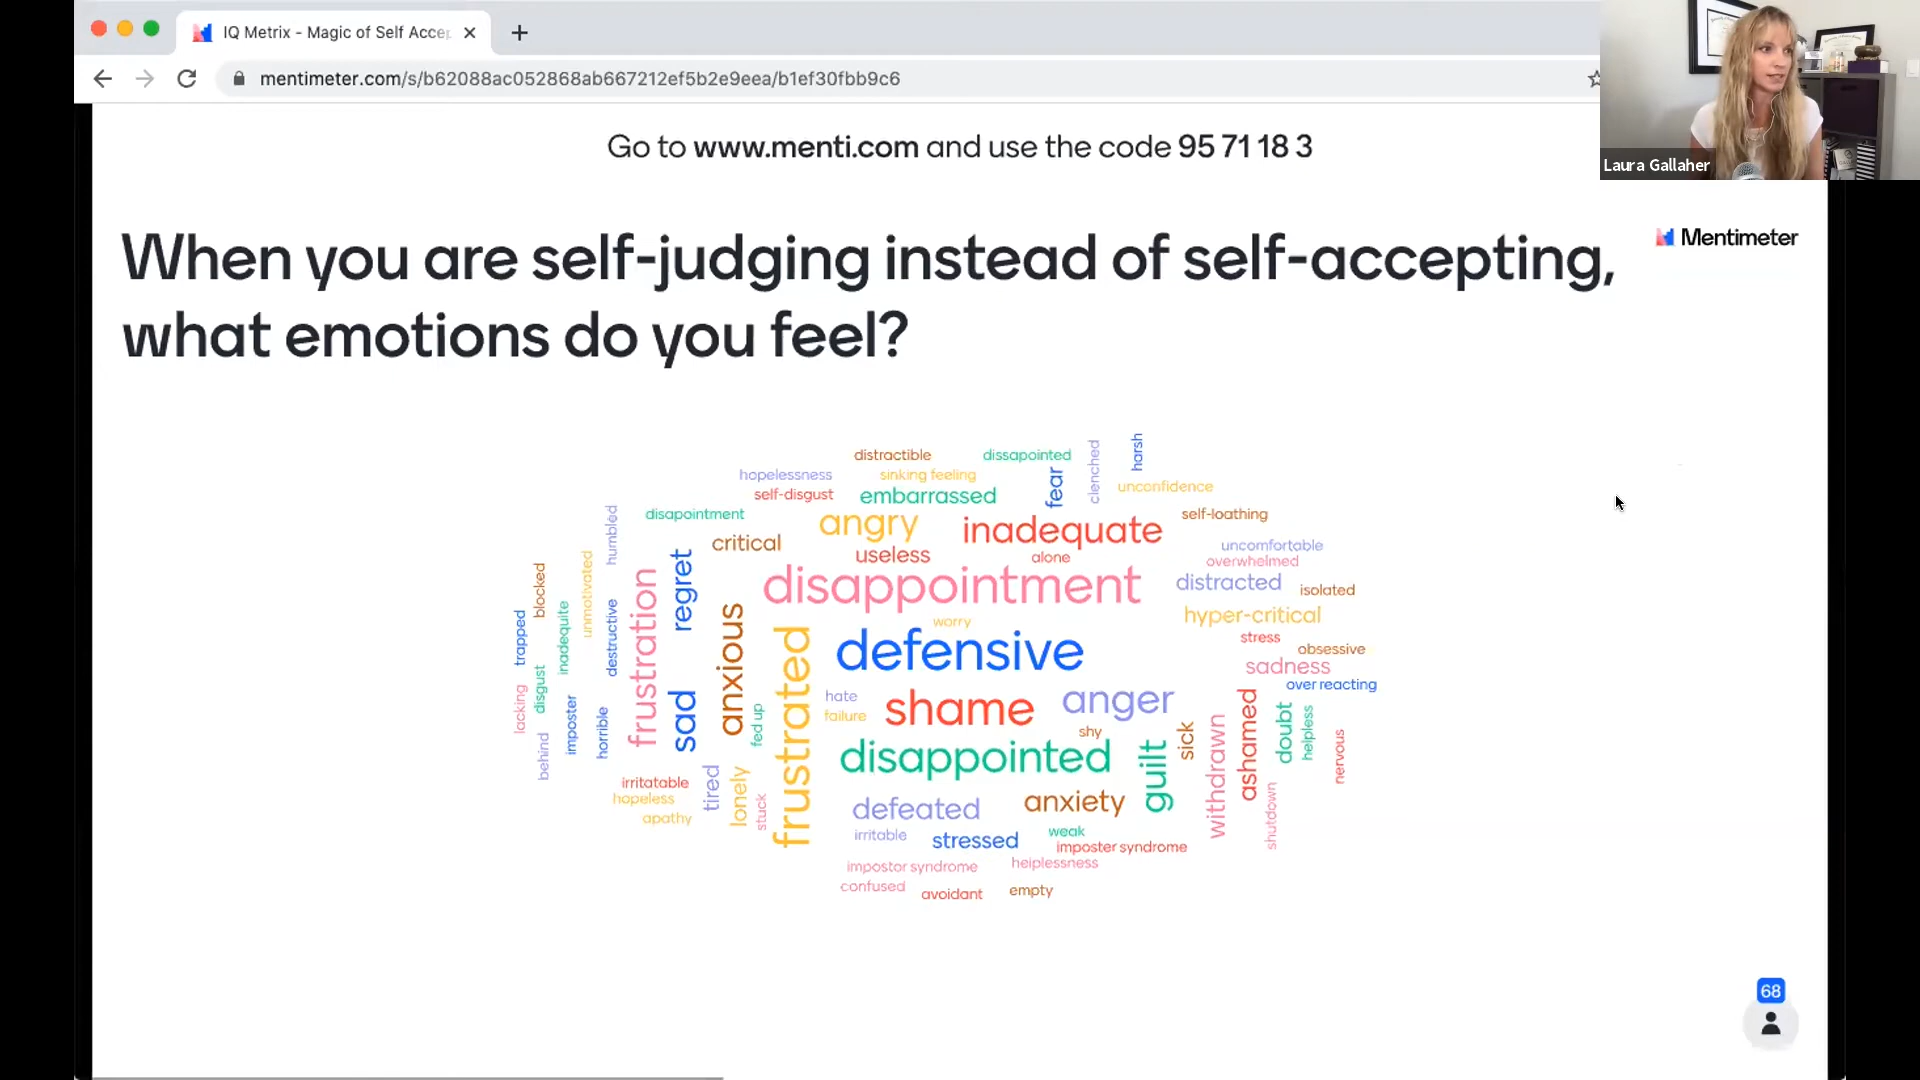 IQ Metrix - Magic of Self Accep
mentimeter.com/s/b62088ac052868ab667212ef5b2e9eea/b1ef30fbb9c6
Laura Gallaher
Go to www.menti.com and use the code 95 71 18 3
Mentimeter
When you are self-judging instead of self-accepting,
what emotions do you feel?
distractible
dissapointed
clenched
harsh
hopelessness
sinking feeling
fear
unconfidence
self-disgust
embarrassed
humbled
disapointment
angry
inadequate
self-loathing
critical
useless
alone
uncomfortable
overwhelmed
blocked
unmotivated
regret
disappointment
distracted
isolated
trapped
inadequite
destructive
frustration
anxious
worry
hyper-critical
stress
defensive
obsessive
sadness
over reacting
lacking
disgust
imposter
horrible
sad
fed up
frustrated
hate
failure
shame
anger
shy
sick
withdrawn
ashamed
doubt
helpless
nervous
behind
disappointed
guilt
irritatable
hopeless
apathy
tired
lonely
stuck
defeated
anxiety
shutdown
irritable
stressed
weak
imposter syndrome
impostor syndrome
helplessness
confused
avoidant
empty
68